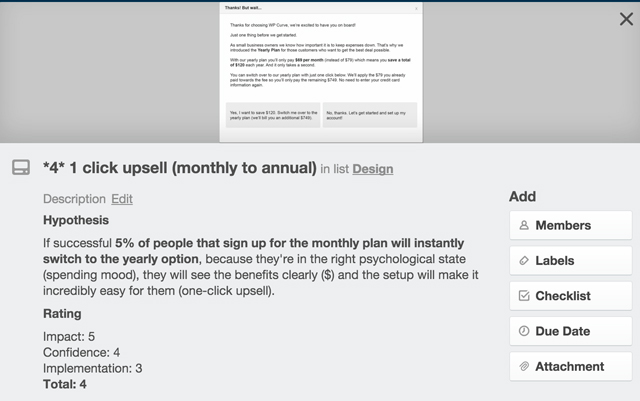 Thanks! But wait...
Thanks for choosing WP Curve, we're excited to have you on board!
Just one thing before we get started.
As small business owners we know how important it is to keep expenses down. That's why we
introduced the Yearly Plan for those customers who want to get the best deal possible.
With our yearly plan you'll only pay $69 per month (instead of $79) which means you save a total
of $120 each year. And it only takes a second.
You can switch over to our yearly plan with just one click below. We'll apply the $79 you already
paid towards the fee so you'll only pay the remaining $749. No need to enter your credit card
information again.
Yes, I want to save $120. Switch me over to the
yearly plan (we'll bill you an additional $749).
No, thanks. Let's get started and set up my
account!
*4* 1 click upsell (monthly to annual) in list Design
Description Edit
Hypothesis
If successful 5% of people that sign up for the monthly plan will instantly
switch to the yearly option, because they're in the right psychological state
(spending mood), they will see the benefits clearly ($) and the setup will make it
incredibly easy for them (one-click upsell).
Rating
Impact: 5
Confidence: 4
Implementation: 3
Total: 4
Add
Members
Labels
Checklist
Due Date
Attachment